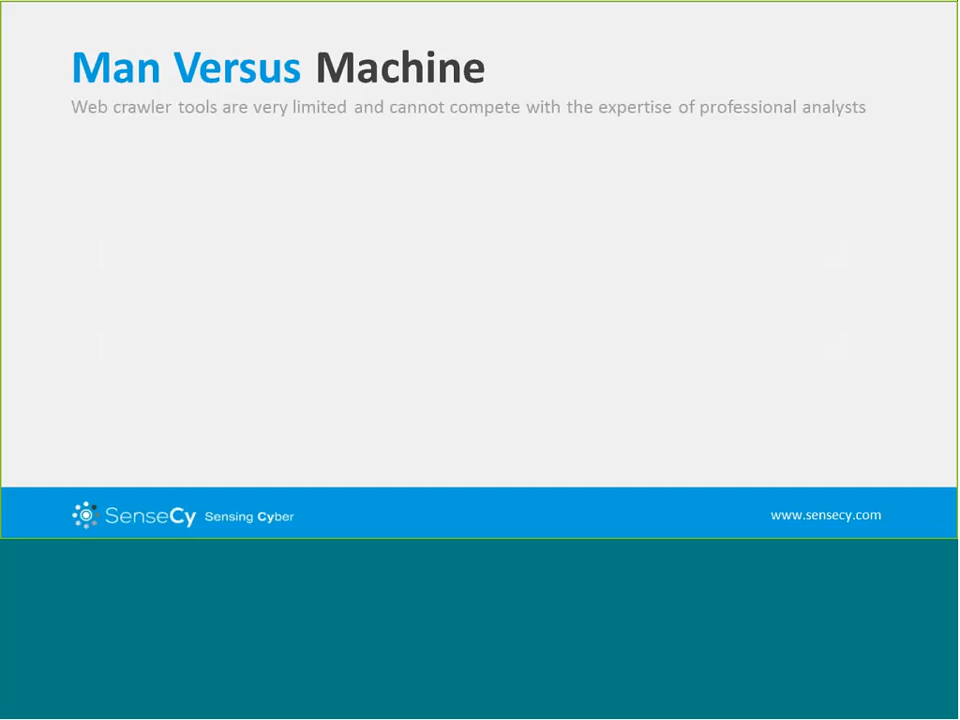 Man Versus Machine
Web crawler tools are very limited and cannot compete with the expertise of professional analysts
SenseCy Sensing Cyber
www.sensecy.com